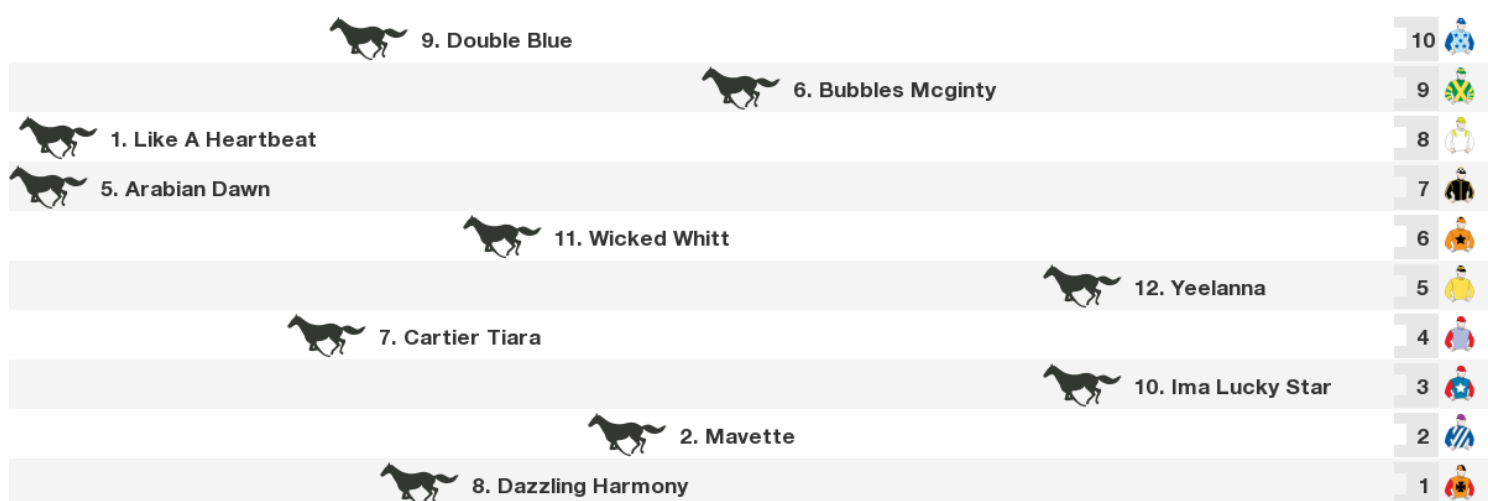 9. Double Blue 10
6. Bubbles Mcginty 9
1. Like A Heartbeat 8
5. Arabian Dawn 7
11. Wicked Whitt 6
12. Yeelanna 5
7. Cartier Tiara 4
10. Ima Lucky Star 3
2. Mavette 2
8. Dazzling Harmony 1